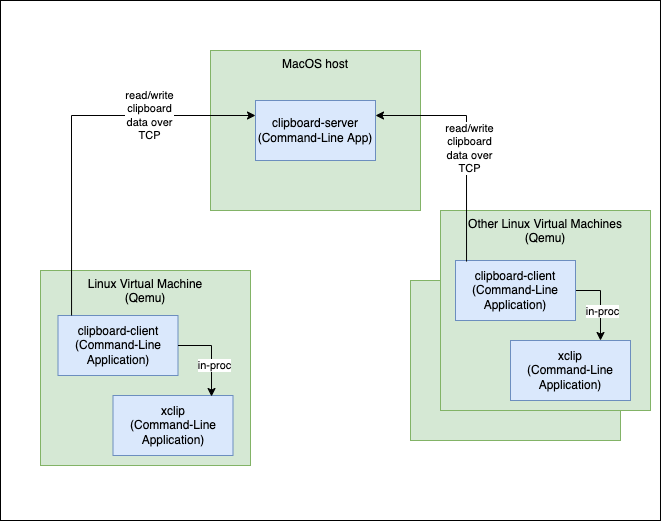 MacOS host
clipboard-server
(Command-Line App)
read/write
clipboard
data over
TCP
read/write
clipboard
data over
TCP
Linux Virtual Machine
(Qemu)
clipboard-client
(Command-Line
Application)
in-proc
xclip
(Command-Line
Application)
Other Linux Virtual Machines
(Qemu)
clipboard-client
(Command-Line
Application)
in-proc
xclip
(Command-Line
Application)